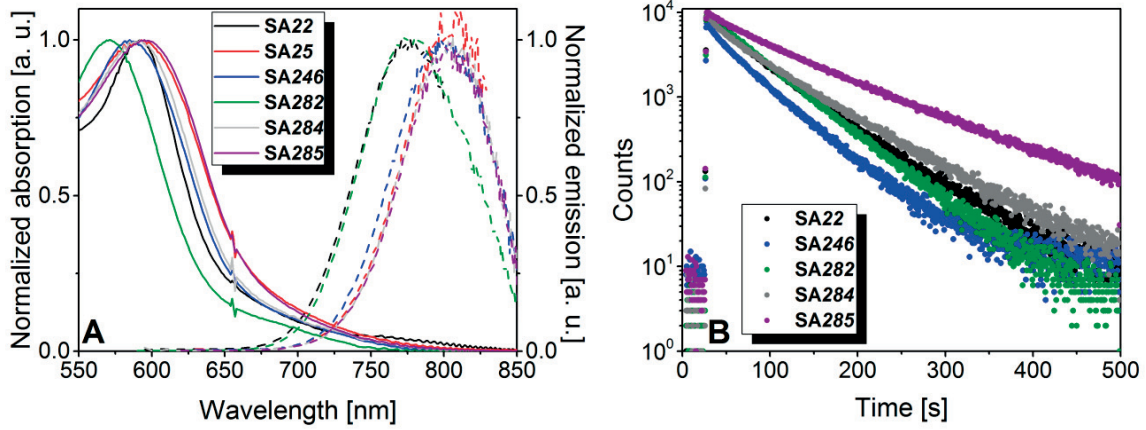 SA22
SA25
SA246
SA282
SA284
SA285
Normalized absorption [a. u.]
1.0
0.5
0.0
A
550 600 650 700 750 800 850
Wavelength [nm]
1.0
0.5
0.0
Normalized emission [a. u.]
Counts
10⁴
10³
10²
10¹
10⁰
SA22
SA246
SA282
SA284
SA285
B
0 100 200 300 400 500
Time [s]